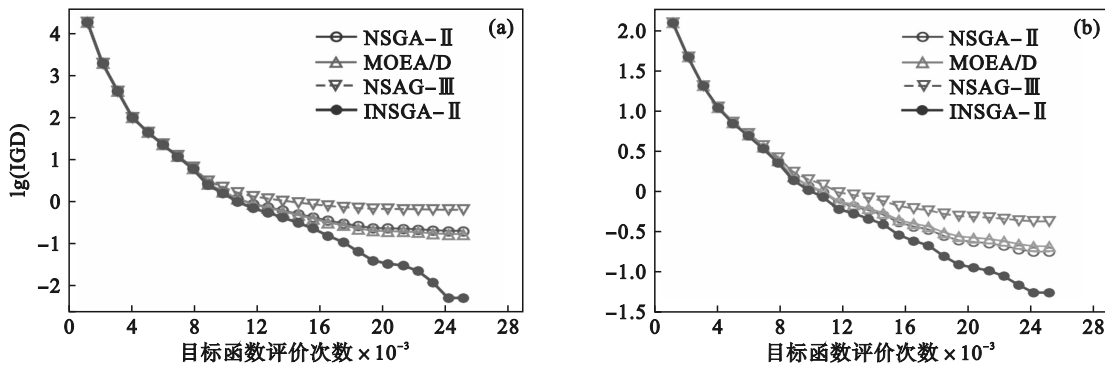 (a)
NSGA-Ⅱ
MOEA/D
NSAG-Ⅲ
INSGA-Ⅱ
lg(IGD)
4
3
2
1
0
-1
-2
0 4 8 12 16 20 24 28
目标函数评价次数 × 10⁻³
(b)
NSGA-Ⅱ
MOEA/D
NSAG-Ⅲ
INSGA-Ⅱ
2.0
1.5
1.0
0.5
0
-0.5
-1.0
-1.5
0 4 8 12 16 20 24 28
目标函数评价次数 × 10⁻³